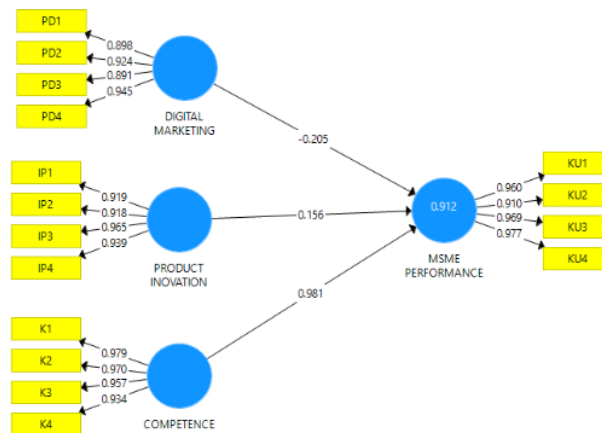 PD1
0.898
PD2
0.924
PD3
0.891
PD4
0.945
DIGITAL
MARKETING
-0.205
IP1
0.919
IP2
0.918
IP3
0.965
IP4
0.939
PRODUCT
INOVATION
0.156
K1
0.979
K2
0.970
K3
0.957
K4
0.934
COMPETENCE
0.981
0.912
MSME
PERFORMANCE
KU1
0.960
KU2
0.910
KU3
0.969
KU4
0.977